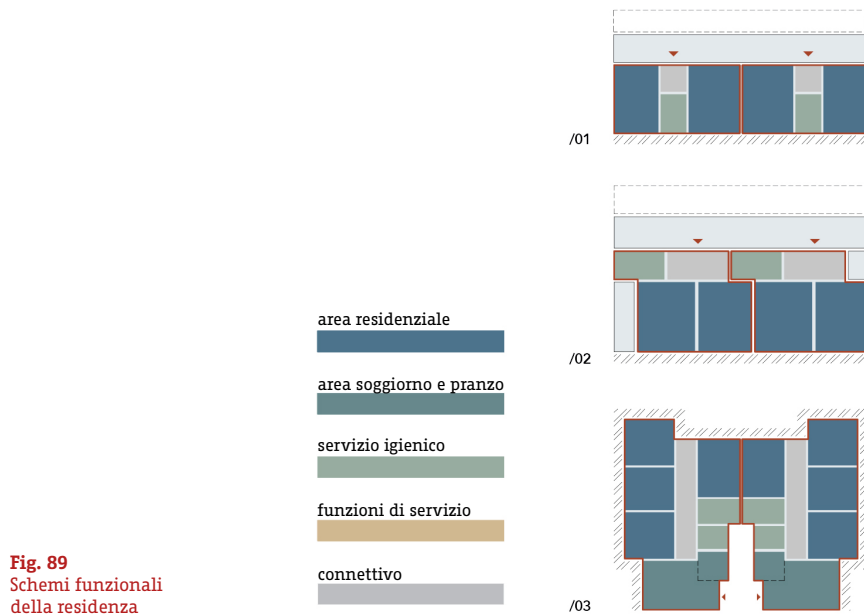 /01
/02
area residenziale
area soggiorno e pranzo
servizio igienico
funzioni di servizio
connettivo
/03
Fig. 89
Schemi funzionali
della residenza